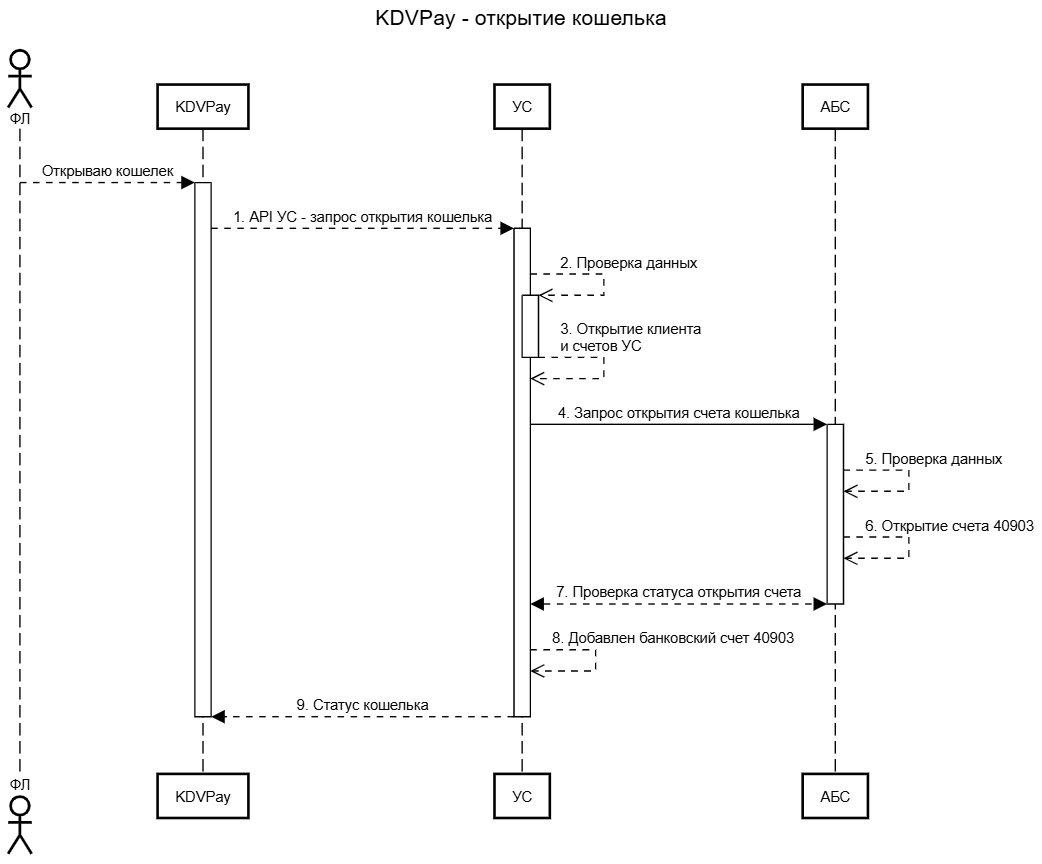 KDVPay - открытие кошелька
ФЛ
KDVPay
УС
АБС
Открываю кошелек
1. API УС - запрос открытия кошелька
2. Проверка данных
3. Открытие клиента
и счетов УС
4. Запрос открытия счета кошелька
5. Проверка данных
6. Открытие счета 40903
7. Проверка статуса открытия счета
8. Добавлен банковский счет 40903
9. Статус кошелька
ФЛ
KDVPay
УС
АБС